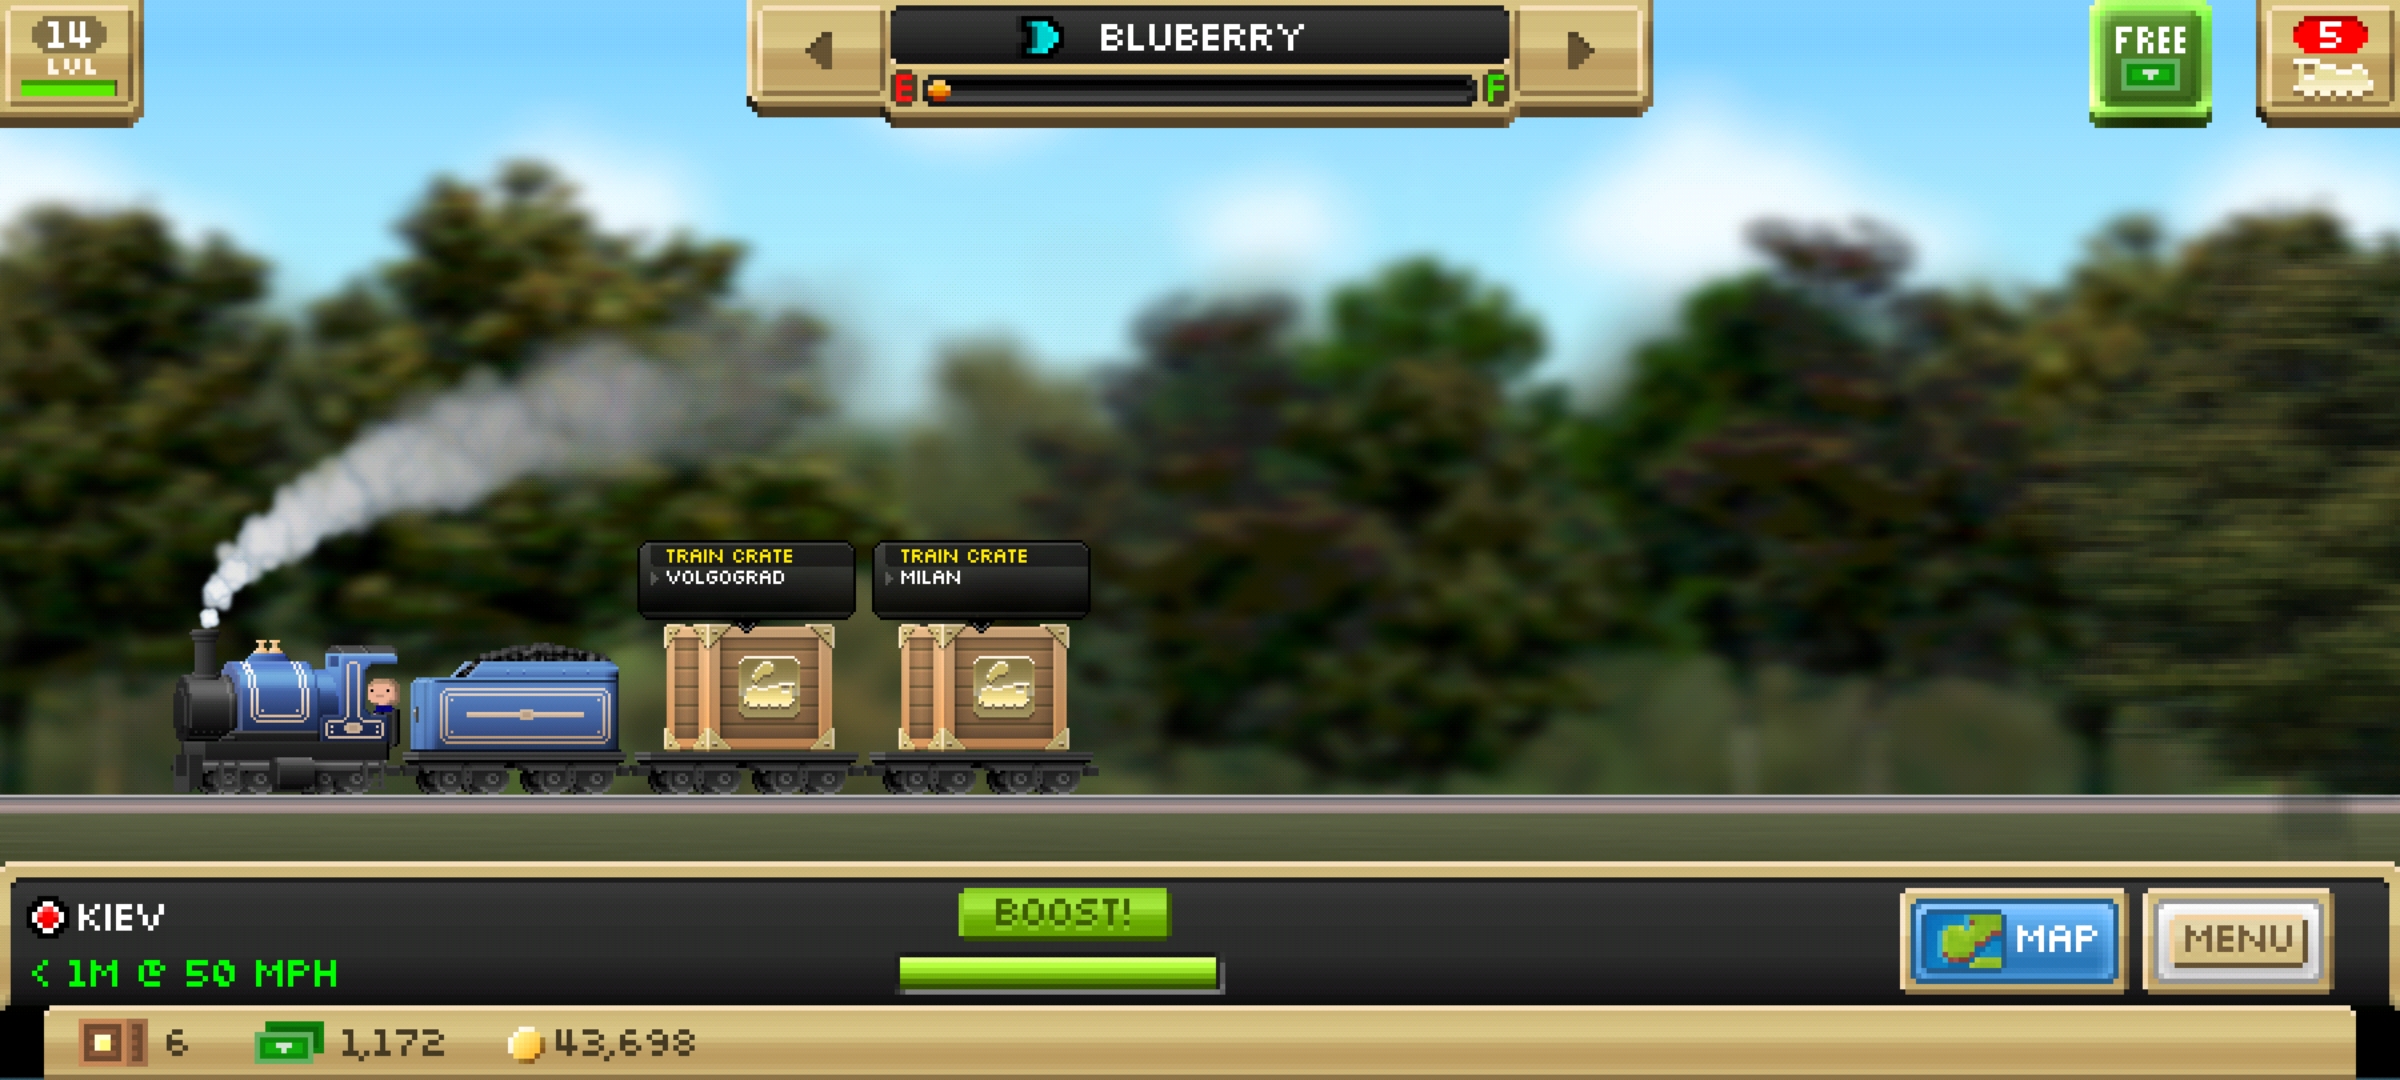 14
LVL
BLUBERRY
E
F
FREE
5
TRAIN CRATE
VOLGOGRAD
TRAIN CRATE
MILAN
KIEV
< 1M @ 50 MPH
BOOST!
MAP
MENU
6
1,172
43,698